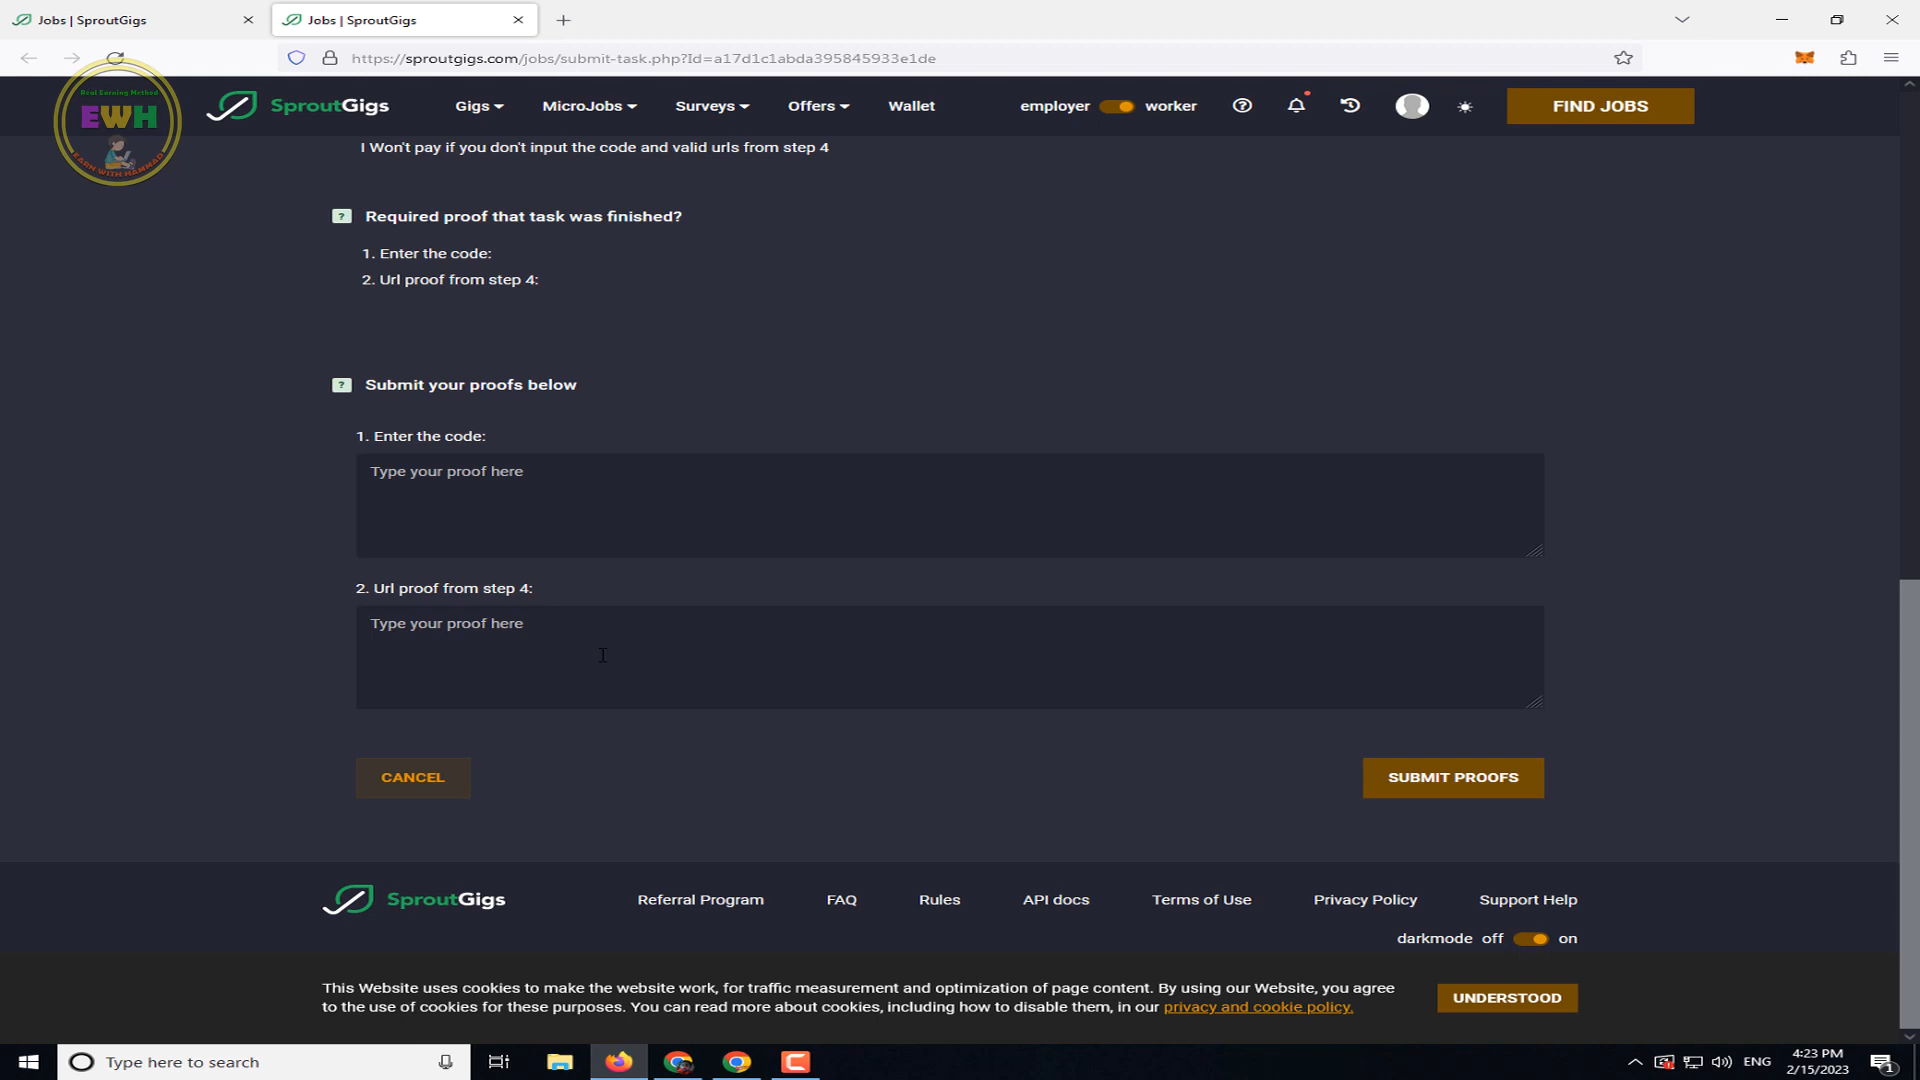 Jobs | SproutGigs
Jobs | SproutGigs
https://sproutgigs.com/jobs/submit-task.php?Id=a17d1c1abda395845933e1de
Real Earning Method
EWH
EARN WITH HAMMAD
SproutGigs
Gigs
MicroJobs
Surveys
Offers
Wallet
employer
worker
FIND JOBS
I Won't pay if you don't input the code and valid urls from step 4
? Required proof that task was finished?
1. Enter the code:
2. Url proof from step 4:
? Submit your proofs below
1. Enter the code:
Type your proof here
2. Url proof from step 4:
Type your proof here
CANCEL
SUBMIT PROOFS
SproutGigs
Referral Program
FAQ
Rules
API docs
Terms of Use
Privacy Policy
Support Help
darkmode off on
This Website uses cookies to make the website work, for traffic measurement and optimization of page content. By using our Website, you agree
to the use of cookies for these purposes. You can read more about cookies, including how to disable them, in our privacy and cookie policy.
UNDERSTOOD
Type here to search
ENG
4:23 PM
2/15/2023
1